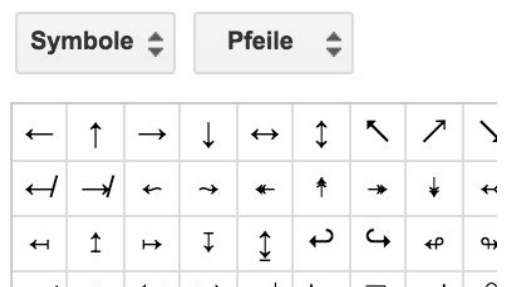 Symbole Pfeile
← ↑ → ↓ ↔ ↕ ↖ ↗ ↘
↚ ↛ ↜ ↝ ↞ ↟ ↠ ↡
↤ ↥ ↦ ↧ ↨ ↩ ↪ ↫ ↬